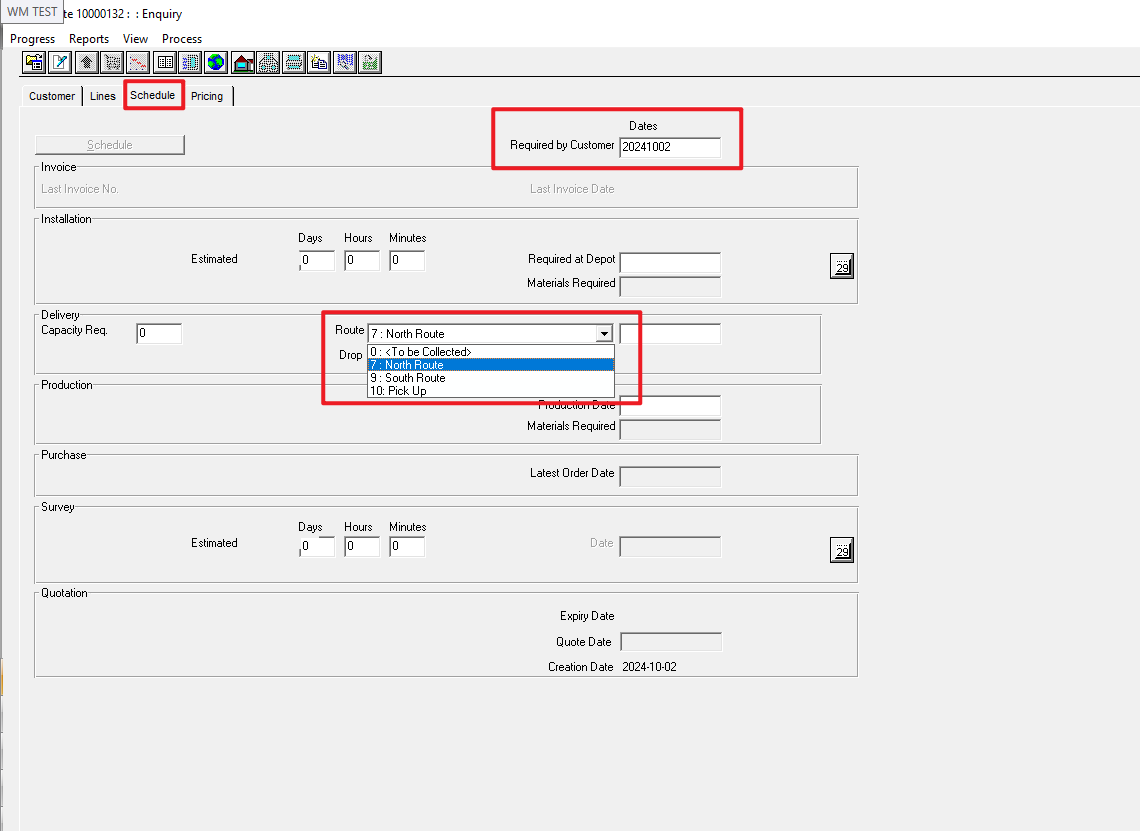 WM TEST te 10000132 : : Enquiry
Progress Reports View Process
Customer Lines Schedule Pricing
Dates
Schedule Required by Customer 20241002
Invoice
Last Invoice No. Last Invoice Date
Installation
Days Hours Minutes
Estimated 0 0 0 Required at Depot
29
Materials Required
Delivery
Capacity Req. 0 Route 7 : North Route
Drop 0 : <To be Collected>
7 : North Route
9 : South Route
10: Pick Up
Production
Production Date
Materials Required
Purchase
Latest Order Date
Survey
Days Hours Minutes
Estimated 0 0 0 Date
29
Quotation
Expiry Date
Quote Date
Creation Date 2024-10-02